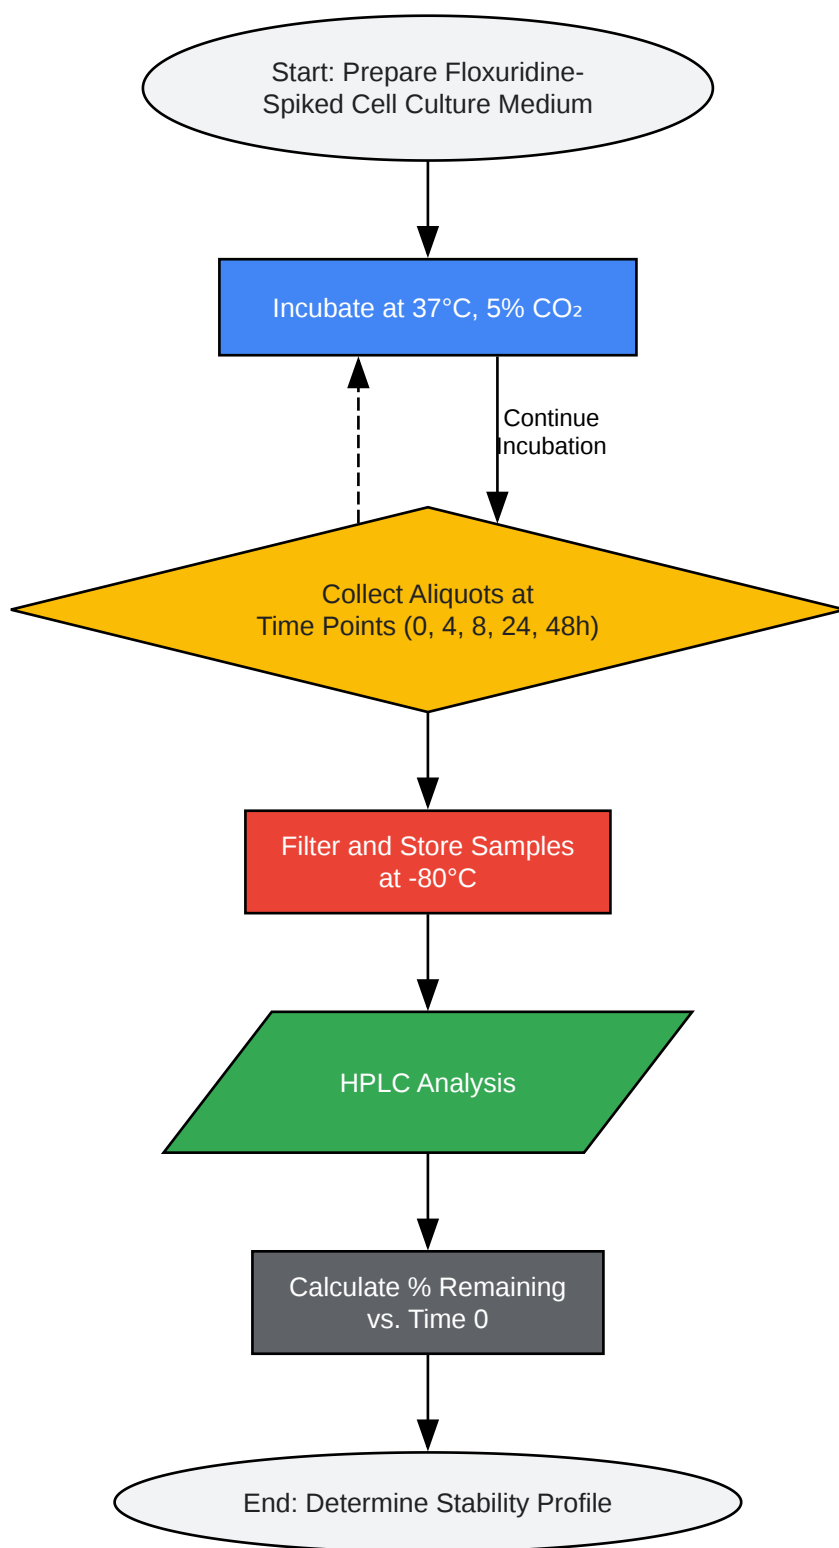 Start: Prepare Floxuridine-
Spiked Cell Culture Medium
Incubate at 37°C, 5% CO₂
Continue
Incubation
Collect Aliquots at
Time Points (0, 4, 8, 24, 48h)
Filter and Store Samples
at -80°C
HPLC Analysis
Calculate % Remaining
vs. Time 0
End: Determine Stability Profile